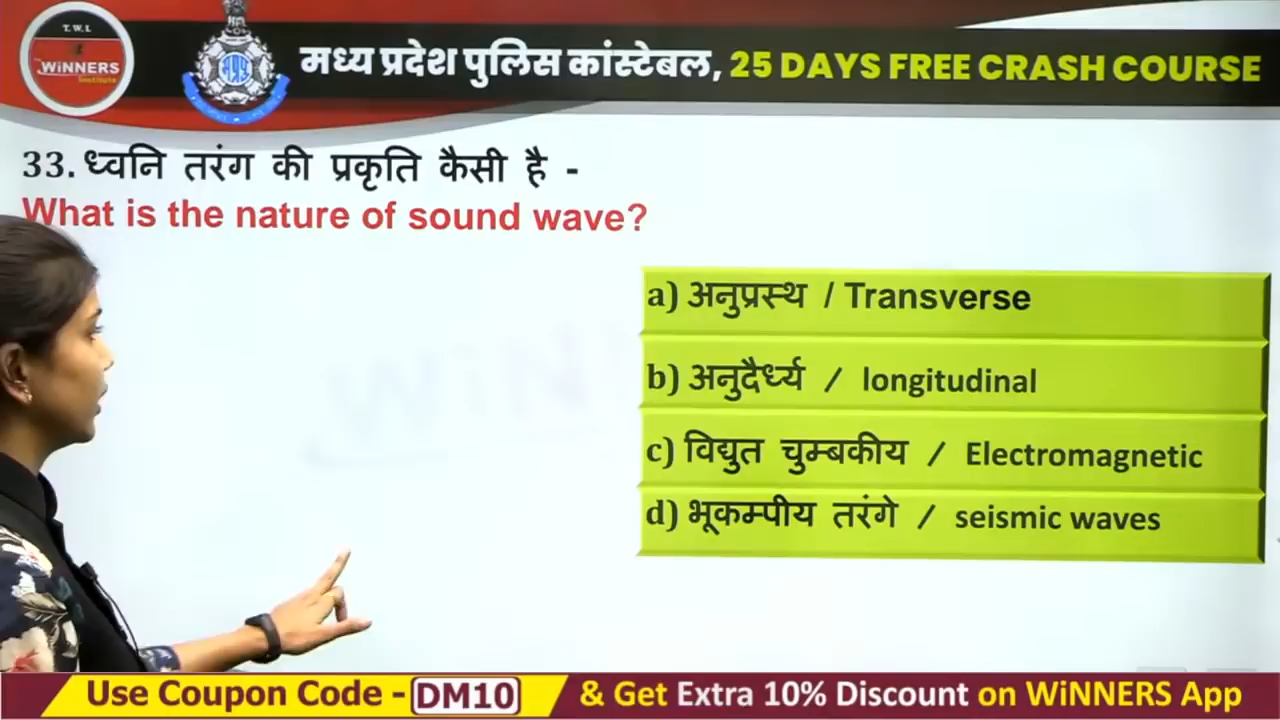 T. W. I.
WiNNERS
Institute
मध्य प्रदेश पुलिस कांस्टेबल, 25 DAYS FREE CRASH COURSE
33. ध्वनि तरंग की प्रकृति कैसी है -
What is the nature of sound wave?
WiNN
a) अनुप्रस्थ / Transverse
b) अनुदैर्ध्य / longitudinal
c) विद्युत चुम्बकीय / Electromagnetic
d) भूकम्पीय तरंगे / seismic waves
Use Coupon Code - DM10 & Get Extra 10% Discount on WiNNERS App